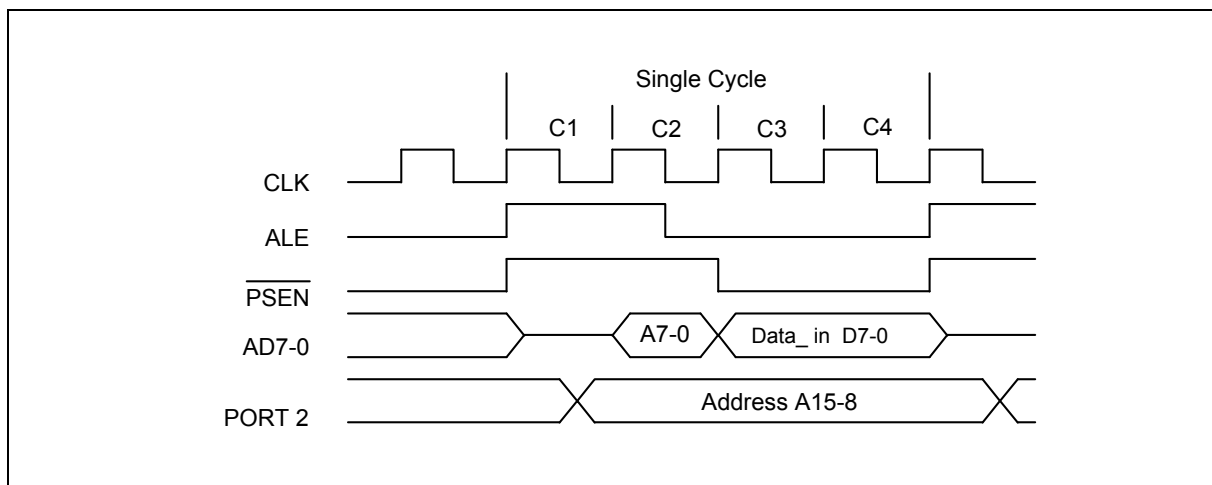 Single Cycle
C1 C2 C3 C4
CLK
ALE
PSEN
AD7-0 A7-0 Data_ in D7-0
PORT 2 Address A15-8